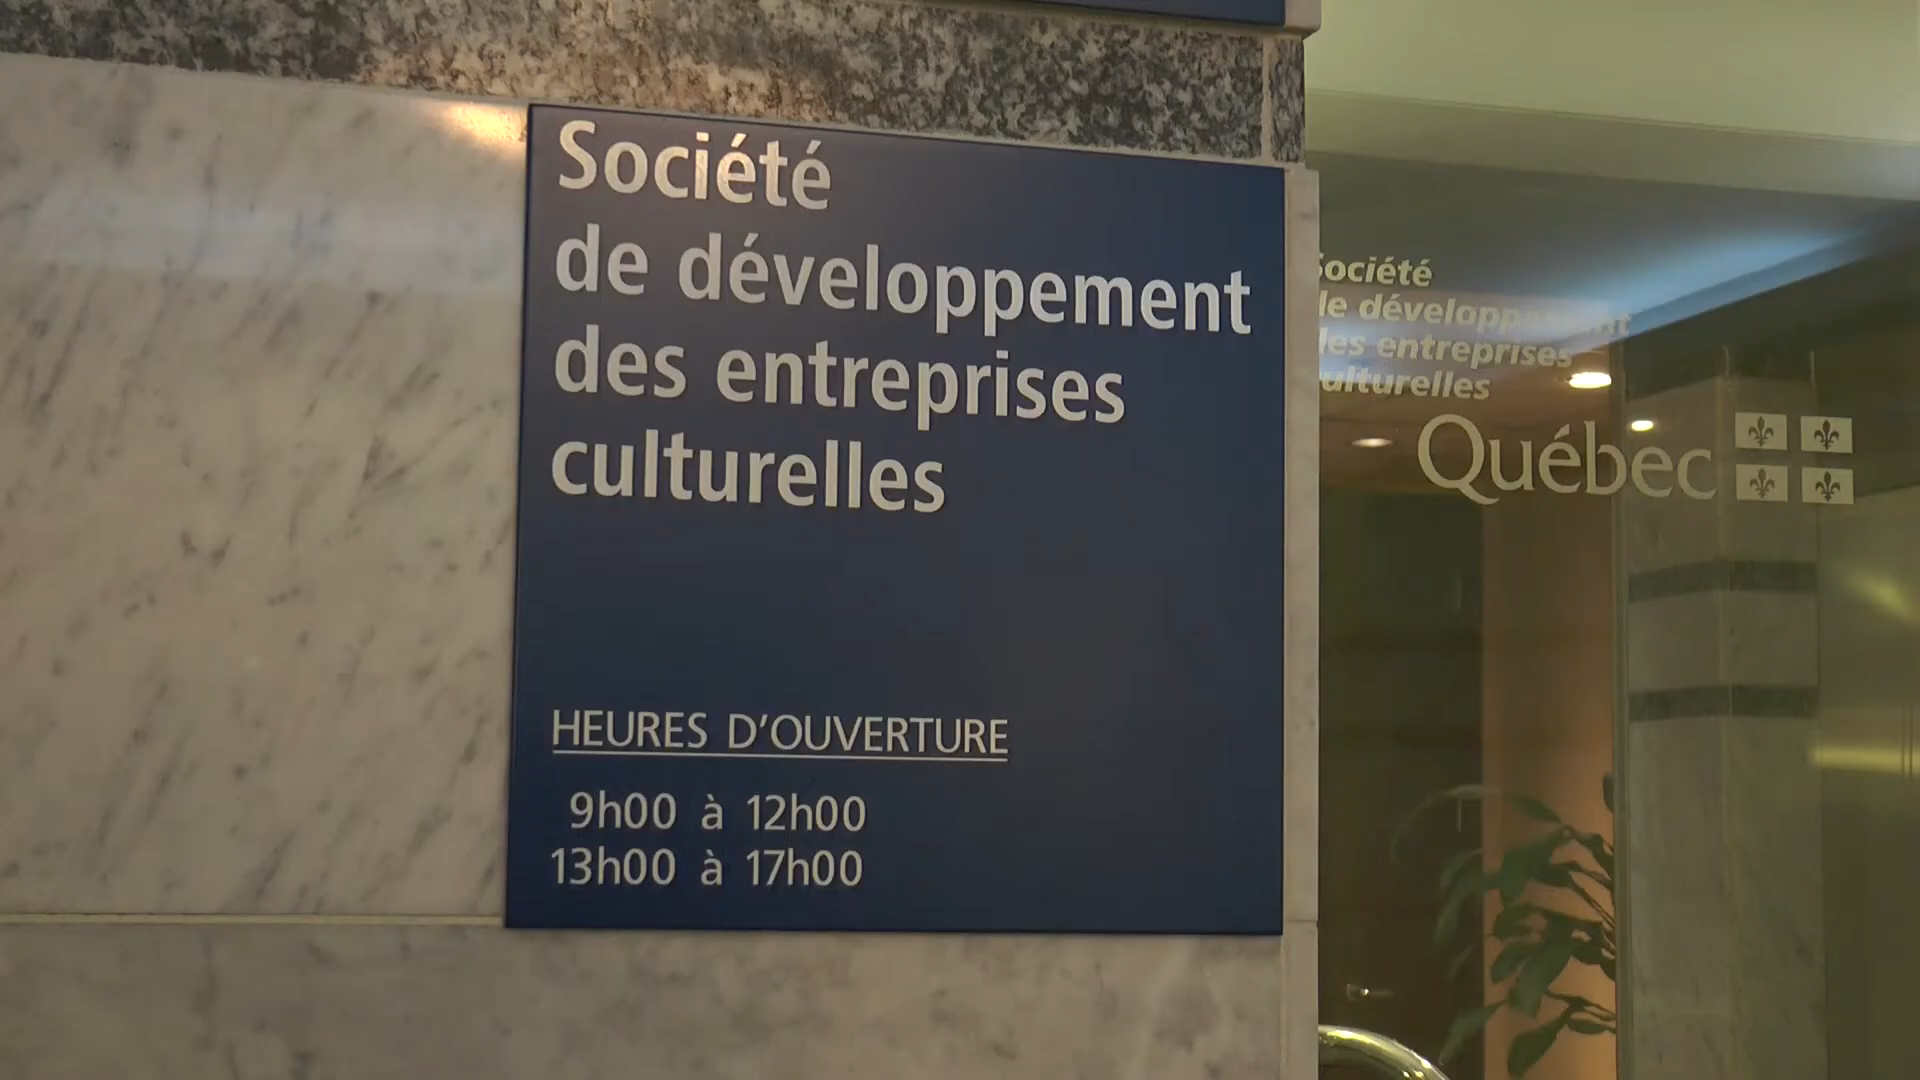 Société
de développement
des entreprises
culturelles
HEURES D'OUVERTURE
9h00 à 12h00
13h00 à 17h00
Société
de développement
des entreprises
culturelles
Québec